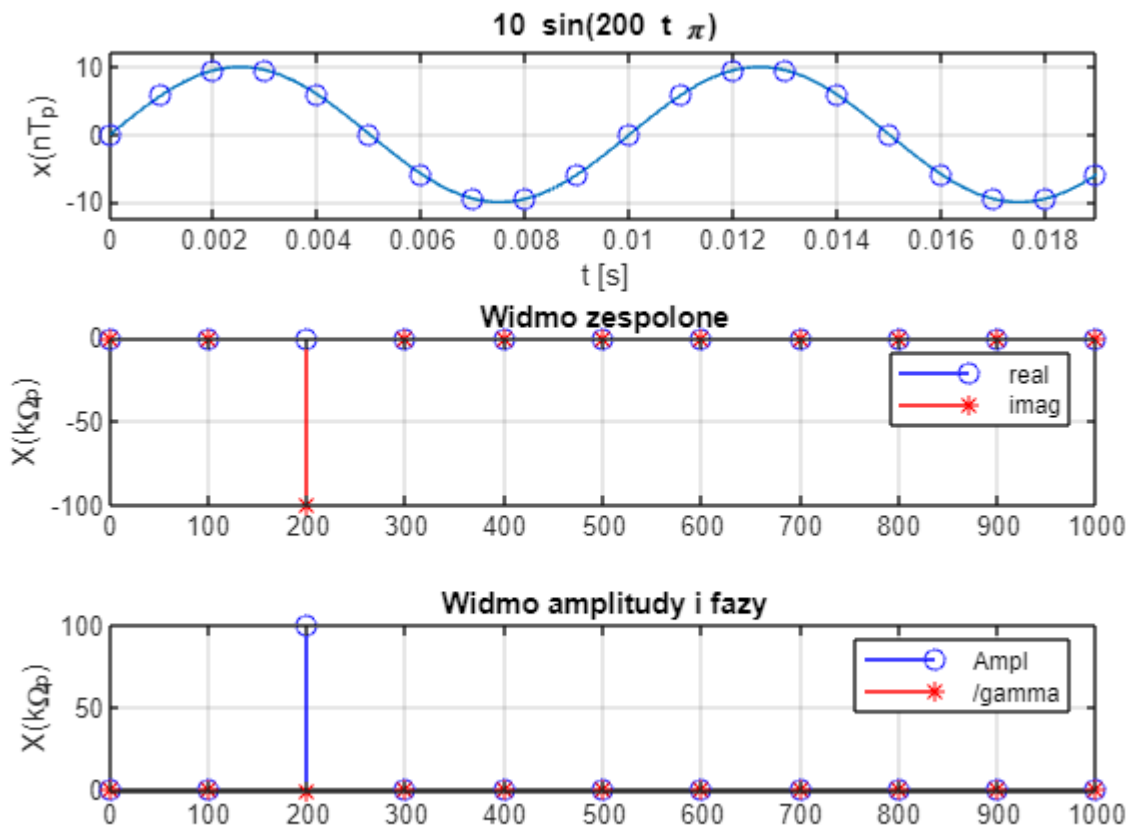 10 sin(200 t π)
x(nTp)
10
0
-10
0 0.002 0.004 0.006 0.008 0.01 0.012 0.014 0.016 0.018
t [s]
Widmo zespolone
X(kΩp)
0
-50
-100
real
imag
0 100 200 300 400 500 600 700 800 900 1000
Widmo amplitudy i fazy
X(kΩp)
100
50
0
Ampl
/gamma
0 100 200 300 400 500 600 700 800 900 1000